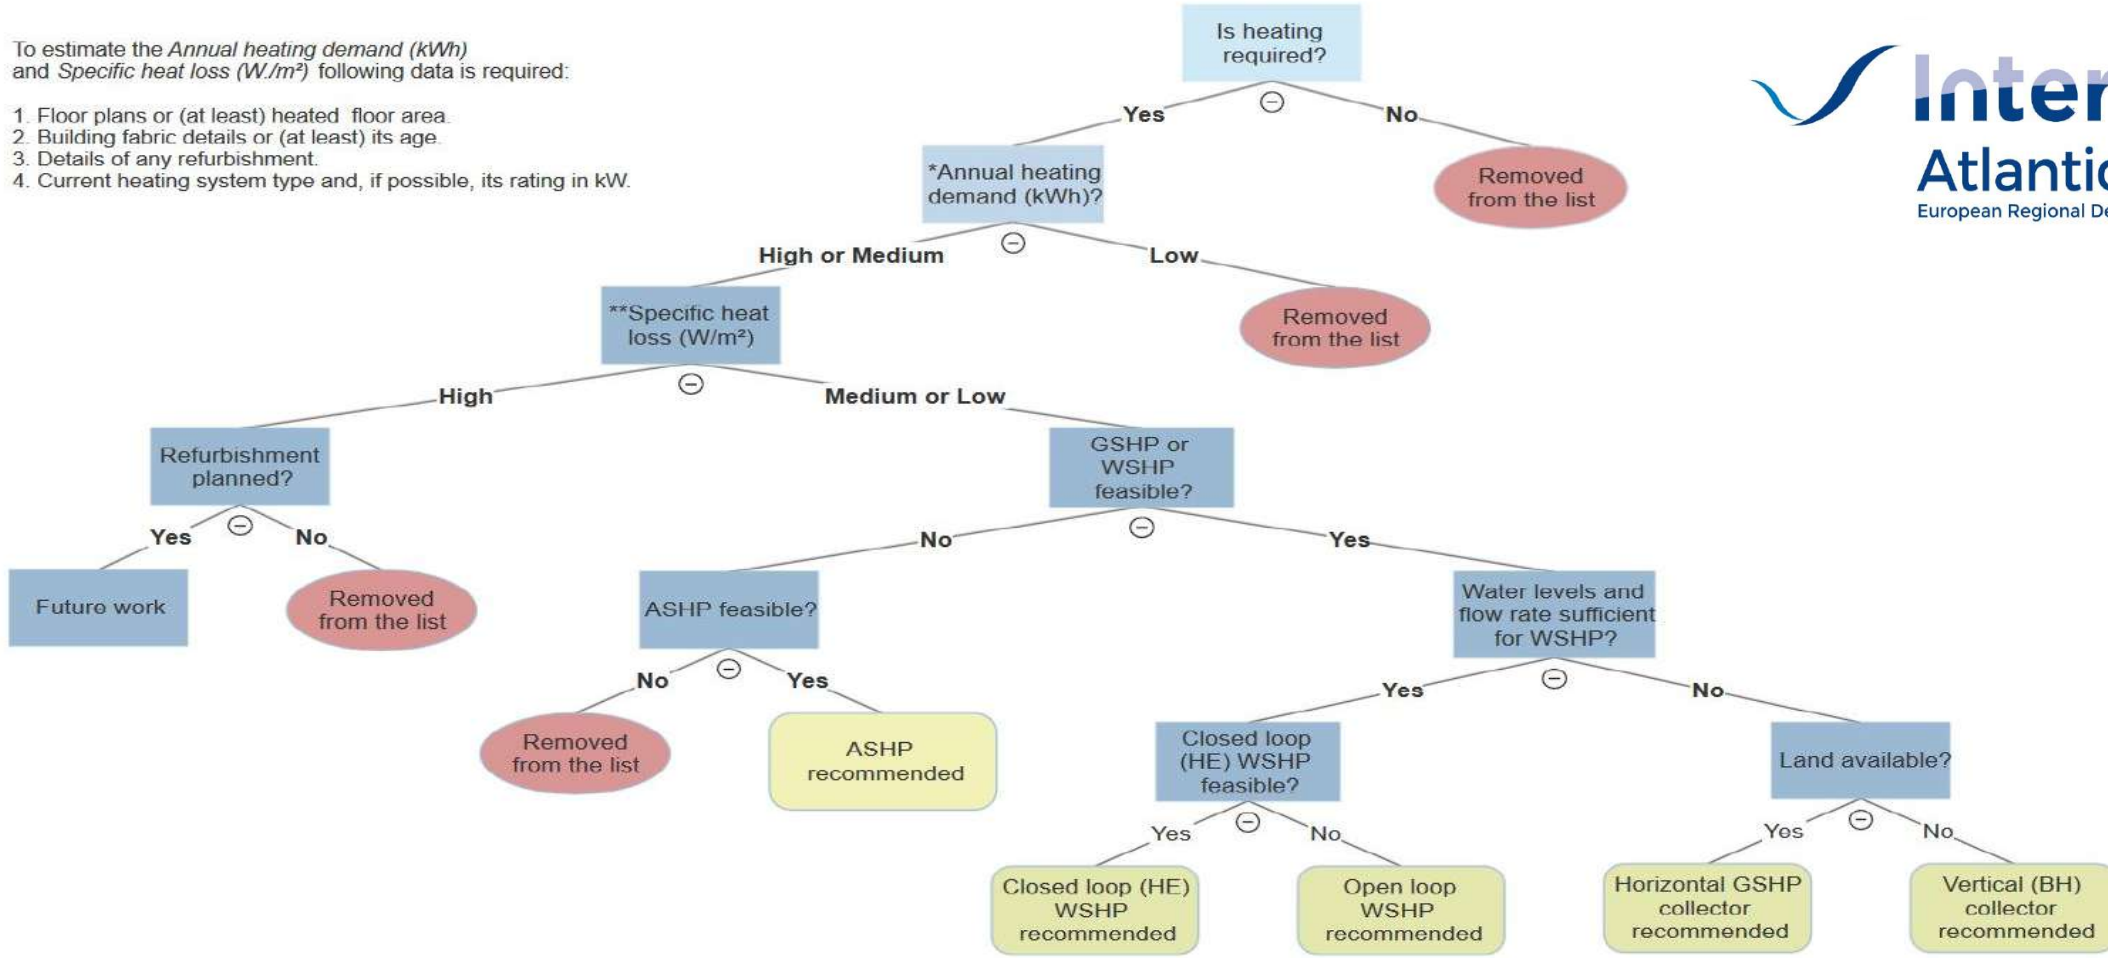 To estimate the Annual heating demand (kWh)
and Specific heat loss (W./m²) following data is required:
1. Floor plans or (at least) heated floor area.
2. Building fabric details or (at least) its age.
3. Details of any refurbishment.
4. Current heating system type and, if possible, its rating in kW.
Is heating
required?
Inter
Atlantic
European Regional De
Yes
No
*Annual heating
demand (kWh)?
Removed
from the list
High or Medium
Low
**Specific heat
loss (W/m²)
Removed
from the list
High
Medium or Low
Refurbishment
planned?
GSHP or
WSHP
feasible?
Yes
No
No
Yes
Future work
Removed
from the list
ASHP feasible?
Water levels and
flow rate sufficient
for WSHP?
No
Yes
Yes
No
Removed
from the list
ASHP
recommended
Closed loop
(HE) WSHP
feasible?
Land available?
Yes
No
Yes
No
Closed loop (HE)
WSHP
recommended
Open loop
WSHP
recommended
Horizontal GSHP
collector
recommended
Vertical (BH)
collector
recommended